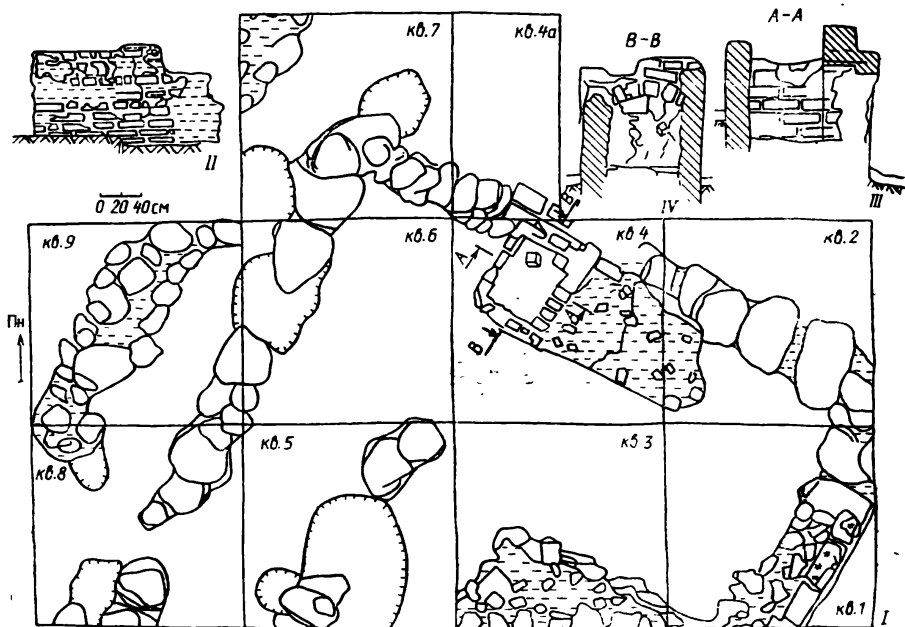 кв.7
кв.4а
В-В
А-А
II
IV
III
0 20 40см
кв.9
кв.6
кв.4
кв.2
В
А
А
В
Пн
кв.8
кв.5
кв.3
кв.1
I